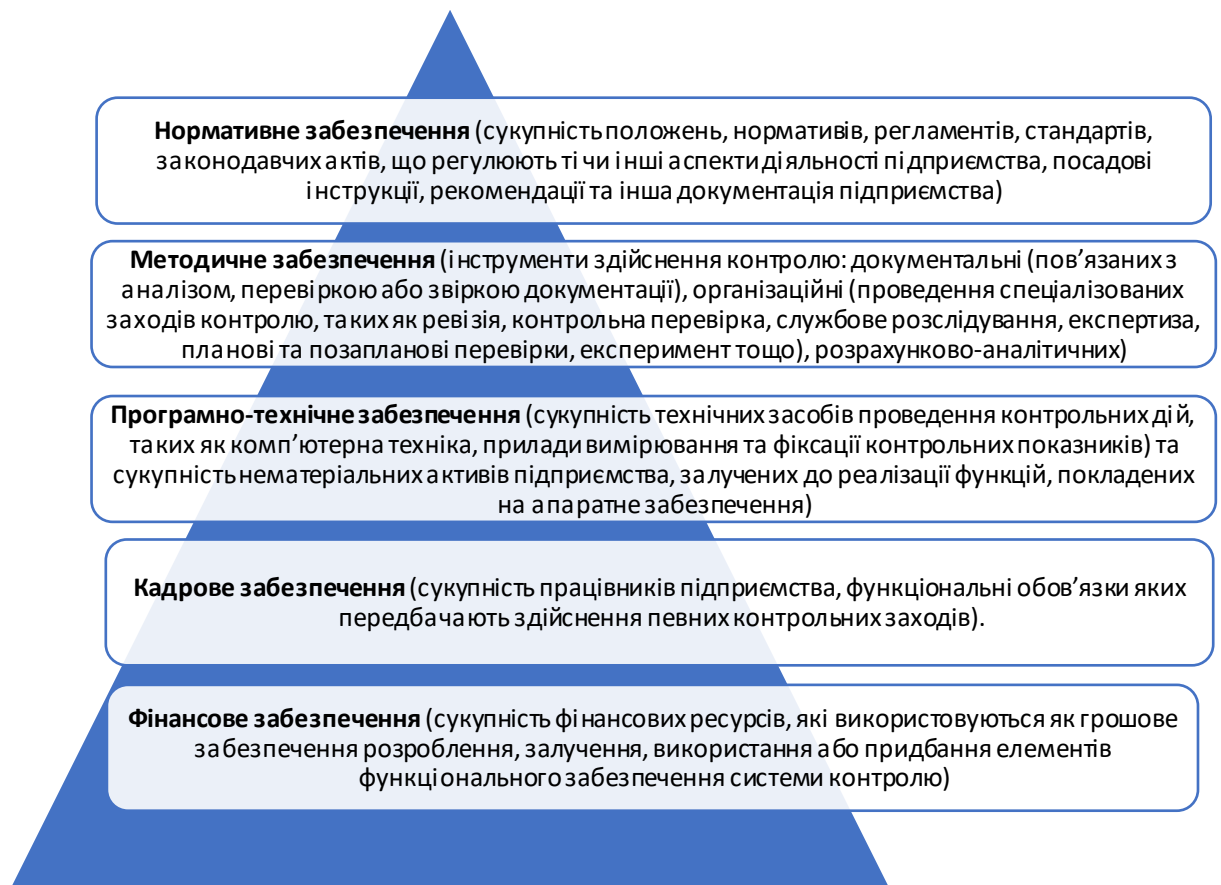 Нормативне забезпечення (сукупність положень, нормативів, регламентів, стандартів,
законодавчих актів, що регулюють ті чи інші аспекти діяльності підприємства, посадові
інструкції, рекомендації та інша документація підприємства)
Методичне забезпечення (інструменти здійснення контролю: документальні (пов’язаних з
аналізом, перевіркою або звіркою документації), організаційні (проведення спеціалізованих
заходів контролю, таких як ревізія, контрольна перевірка, службове розслідування, експертиза,
планові та позапланові перевірки, експеримент тощо), розрахунково-аналітичних)
Програмно-технічне забезпечення (сукупність технічних засобів проведення контрольних дій,
таких як комп’ютерна техніка, прилади вимірювання та фіксації контрольних показників) та
сукупність нематеріальних активів підприємства, залучених до реалізації функцій, покладених
на апаратне забезпечення)
Кадрове забезпечення (сукупність працівників підприємства, функціональні обов’язки яких
передбачають здійснення певних контрольних заходів).
Фінансове забезпечення (сукупність фінансових ресурсів, які використовуються як грошове
забезпечення розроблення, залучення, використання або придбання елементів
функціонального забезпечення системи контролю)